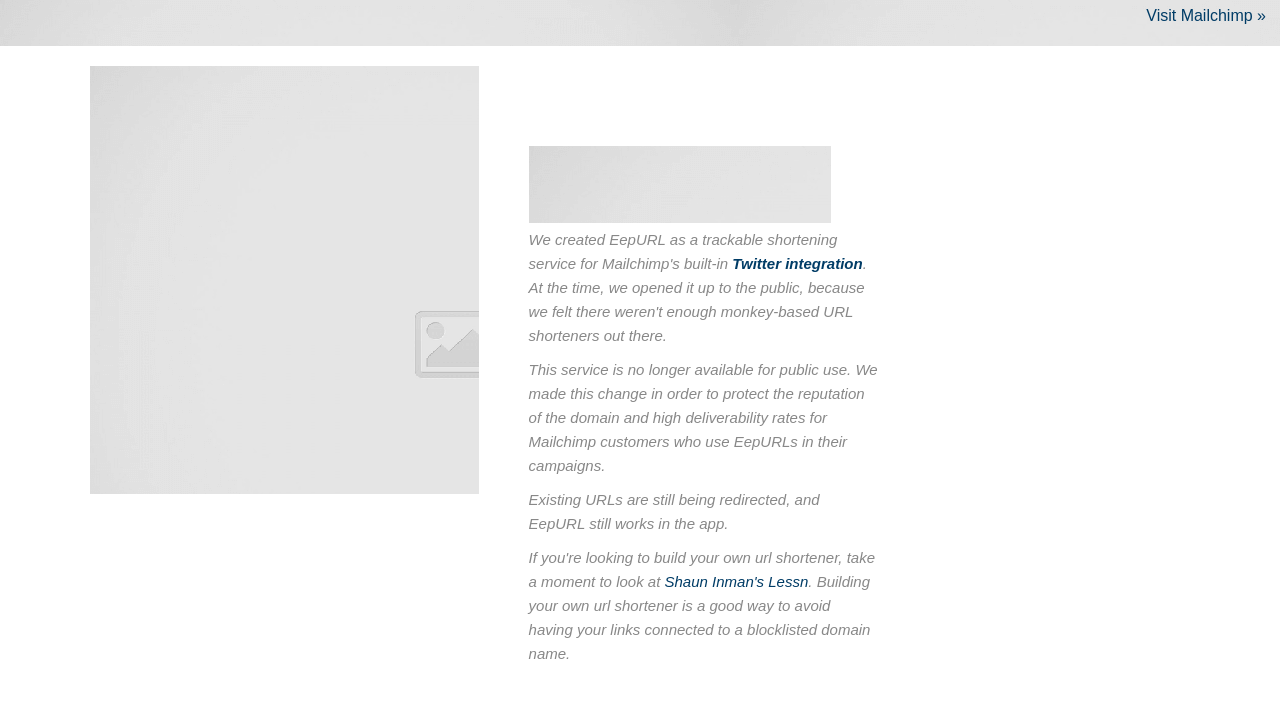 Visit Mailchimp »
We created EepURL as a trackable shortening
service for Mailchimp's built-in Twitter integration.
At the time, we opened it up to the public, because
we felt there weren't enough monkey-based URL
shorteners out there.
This service is no longer available for public use. We
made this change in order to protect the reputation
of the domain and high deliverability rates for
Mailchimp customers who use EepURLs in their
campaigns.
Existing URLs are still being redirected, and
EepURL still works in the app.
If you're looking to build your own url shortener, take
a moment to look at Shaun Inman's Lessn. Building
your own url shortener is a good way to avoid
having your links connected to a blocklisted domain
name.